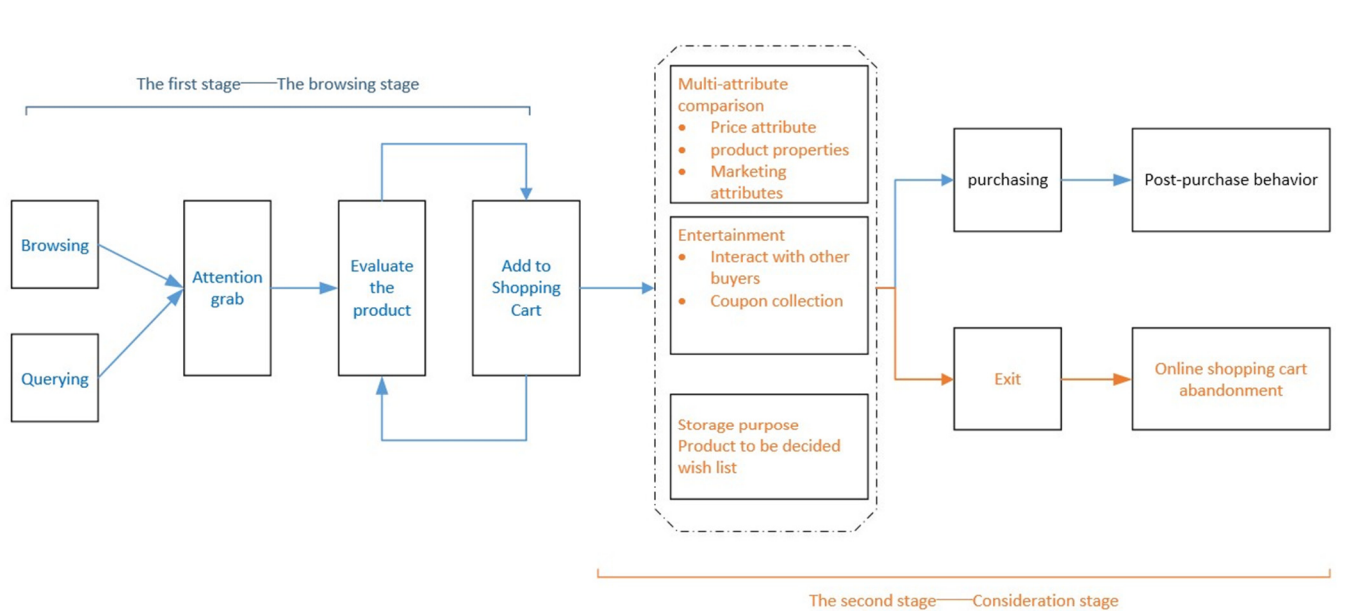 The first stage——The browsing stage
Browsing
Querying
Attention
grab
Evaluate
the
product
Add to
Shopping
Cart
Multi-attribute
comparison
• Price attribute
• product properties
• Marketing
attributes
Entertainment
• Interact with other
buyers
• Coupon collection
Storage purpose
Product to be decided
wish list
purchasing
Post-purchase behavior
Exit
Online shopping cart
abandonment
The second stage——Consideration stage